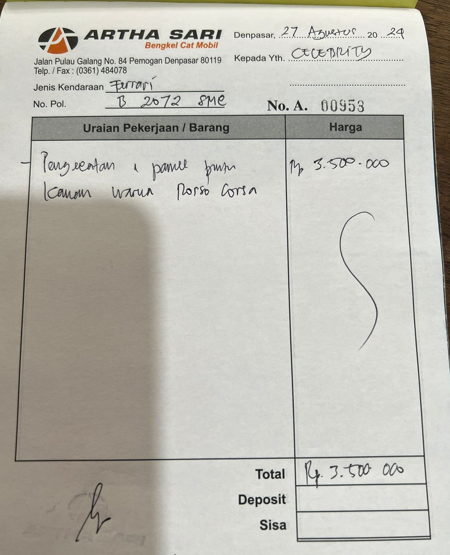 ARTHA SARI
Bengkel Cat Mobil
Jalan Pulau Galang No. 84 Pemogan Denpasar 80119
Telp. / Fax : (0361) 484078
Denpasar, 27 Agustus 20 24
Kepada Yth. CELEBRITY
Jenis Kendaraan Ferrari
No. Pol. B 2072 SME
No. A. 00953
Uraian Pekerjaan / Barang Harga
- Pengecatan 1 panel pintu Rp 3.500.000
kanan warna Rosso Corsa
Total Rp. 3.500 000
Deposit
Sisa